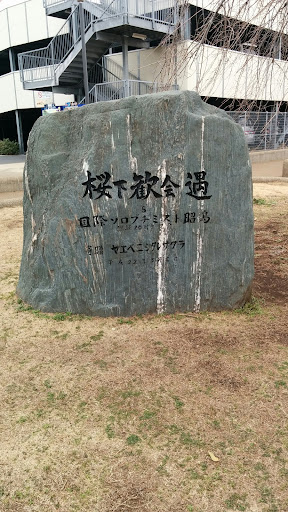 桜下歓会遇
国際ソロプチミスト昭島
ヤエベニシダレザクラ